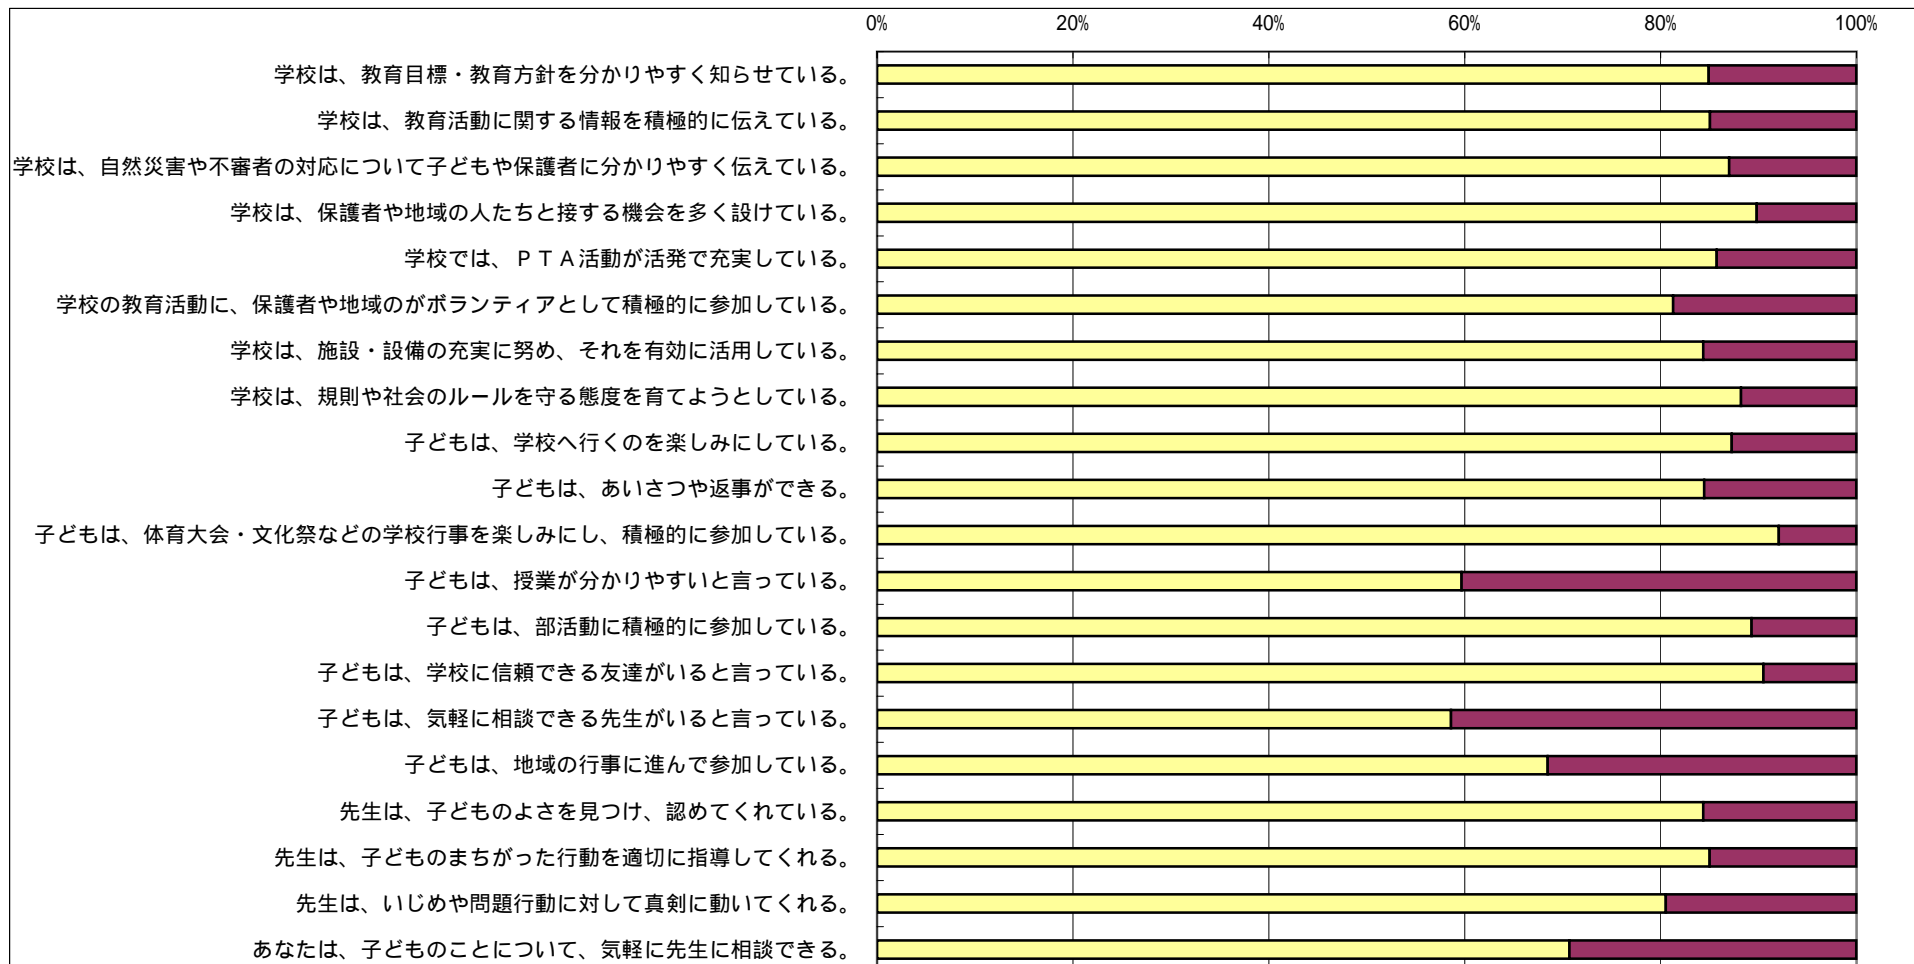 0% 20% 40% 60% 80% 100%
学校は、教育目標・教育方針を分かりやすく知らせている。
学校は、教育活動に関する情報を積極的に伝えている。
学校は、自然災害や不審者の対応について子どもや保護者に分かりやすく伝えている。
学校は、保護者や地域の人たちと接する機会を多く設けている。
学校では、ＰＴＡ活動が活発で充実している。
学校の教育活動に、保護者や地域のがボランティアとして積極的に参加している。
学校は、施設・設備の充実に努め、それを有効に活用している。
学校は、規則や社会のルールを守る態度を育てようとしている。
子どもは、学校へ行くのを楽しみにしている。
子どもは、あいさつや返事ができる。
子どもは、体育大会・文化祭などの学校行事を楽しみにし、積極的に参加している。
子どもは、授業が分かりやすいと言っている。
子どもは、部活動に積極的に参加している。
子どもは、学校に信頼できる友達がいると言っている。
子どもは、気軽に相談できる先生がいると言っている。
子どもは、地域の行事に進んで参加している。
先生は、子どものよさを見つけ、認めてくれている。
先生は、子どものまちがった行動を適切に指導してくれる。
先生は、いじめや問題行動に対して真剣に動いてくれる。
あなたは、子どものことについて、気軽に先生に相談できる。